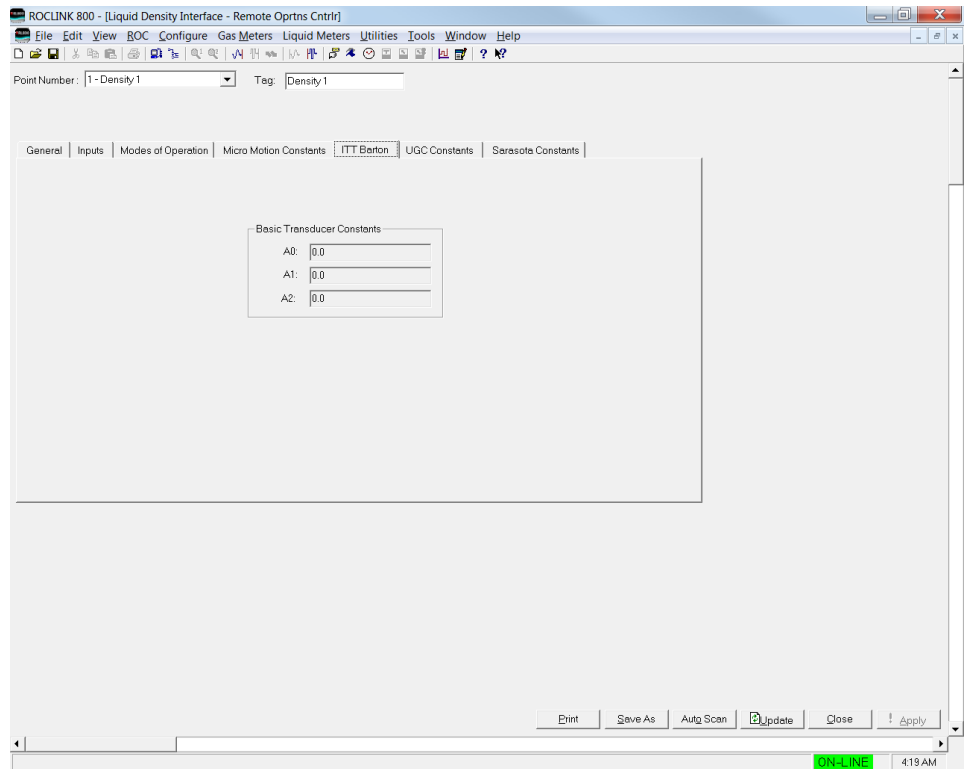 ROCLINK 800 - [Liquid Density Interface - Remote Oprtns Cntrlr]
File Edit View ROC Configure Gas Meters Liquid Meters Utilities Tools Window Help
Point Number: 1 - Density 1 Tag: Density 1
General Inputs Modes of Operation Micro Motion Constants ITT Barton UGC Constants Sarasota Constants
Basic Transducer Constants
A0: 0.0
A1: 0.0
A2: 0.0
Print Save As Auto Scan Update Close ! Apply
ON-LINE 4:19 AM